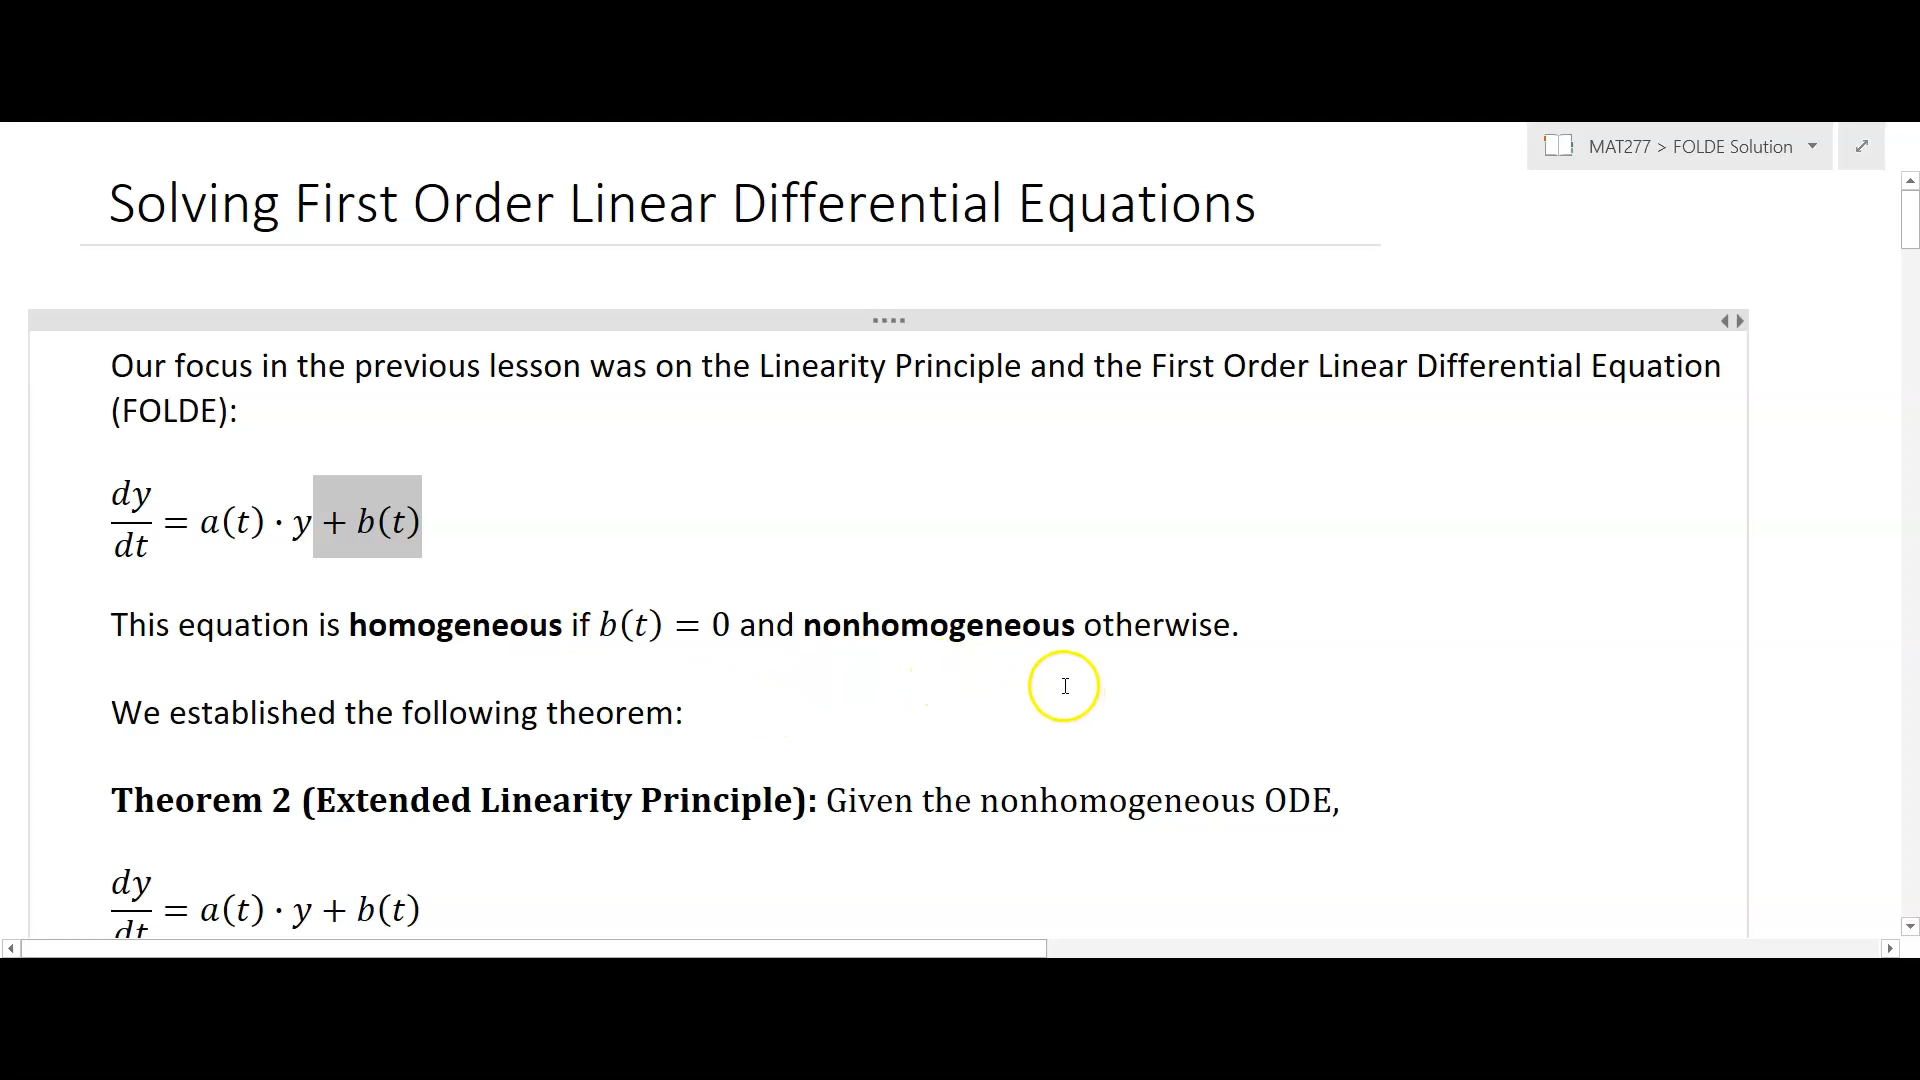 MAT277 > FOLDE Solution
Solving First Order Linear Differential Equations
Our focus in the previous lesson was on the Linearity Principle and the First Order Linear Differential Equation
(FOLDE):
dy/dt = a(t) · y + b(t)
This equation is homogeneous if b(t) = 0 and nonhomogeneous otherwise.
We established the following theorem:
Theorem 2 (Extended Linearity Principle): Given the nonhomogeneous ODE,
dy/dt = a(t) · y + b(t)